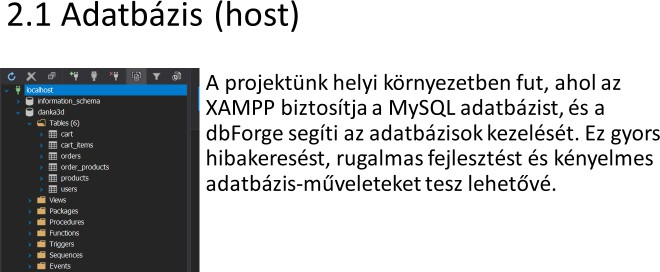 2.1 Adatbázis (host)
localhost
information_schema
danka3d
Tables (6)
cart
cart_items
orders
order_products
products
users
Views
Packages
Procedures
Functions
Triggers
Sequences
Events
A projektünk helyi környezetben fut, ahol az
XAMPP biztosítja a MySQL adatbázist, és a
dbForge segíti az adatbázisok kezelését. Ez gyors
hibakeresést, rugalmas fejlesztést és kényelmes
adatbázis-műveleteket tesz lehetővé.